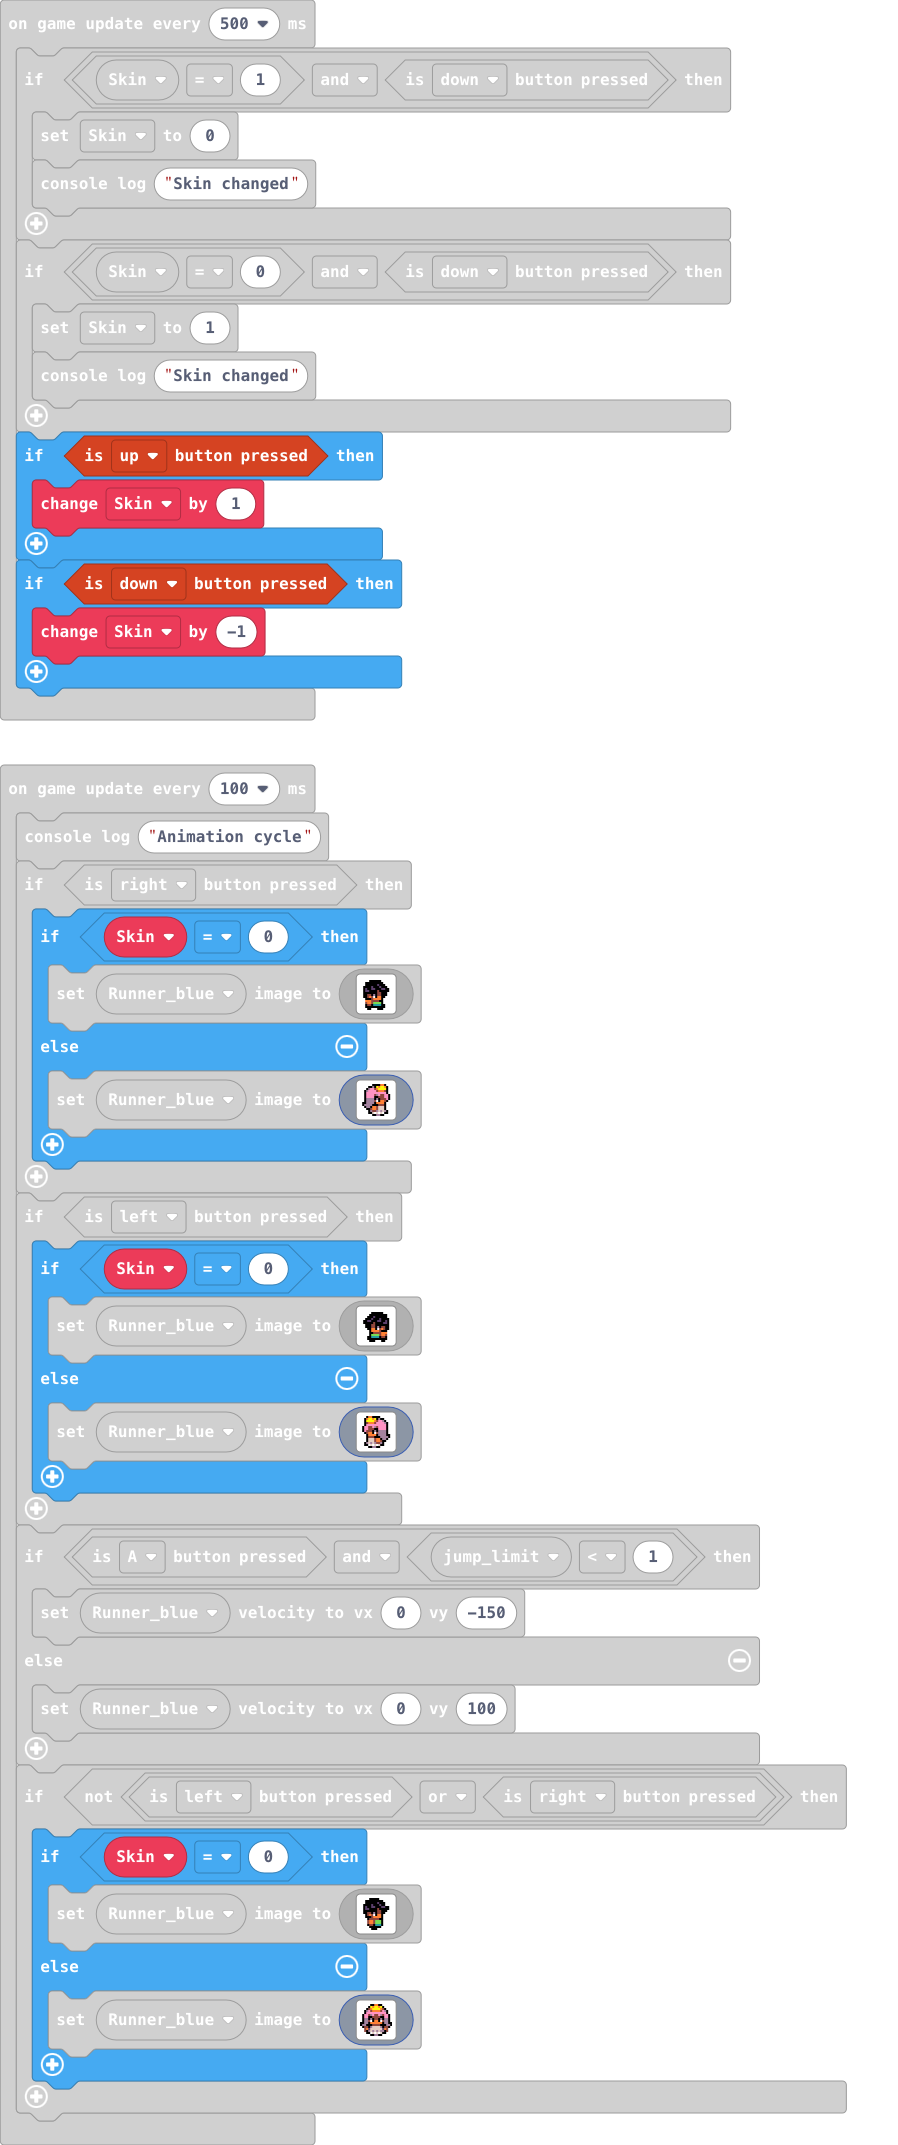 on game update every 500 ms
if Skin = 1 and is down button pressed then
set Skin to 0
console log "Skin changed"
if Skin = 0 and is down button pressed then
set Skin to 1
console log "Skin changed"
if is up button pressed then
change Skin by 1
if is down button pressed then
change Skin by -1
on game update every 100 ms
console log "Animation cycle"
if is right button pressed then
if Skin = 0 then
set Runner_blue image to
else
set Runner_blue image to
if is left button pressed then
if Skin = 0 then
set Runner_blue image to
else
set Runner_blue image to
if is A button pressed and jump_limit < 1 then
set Runner_blue velocity to vx 0 vy -150
else
set Runner_blue velocity to vx 0 vy 100
if not is left button pressed or is right button pressed then
if Skin = 0 then
set Runner_blue image to
else
set Runner_blue image to